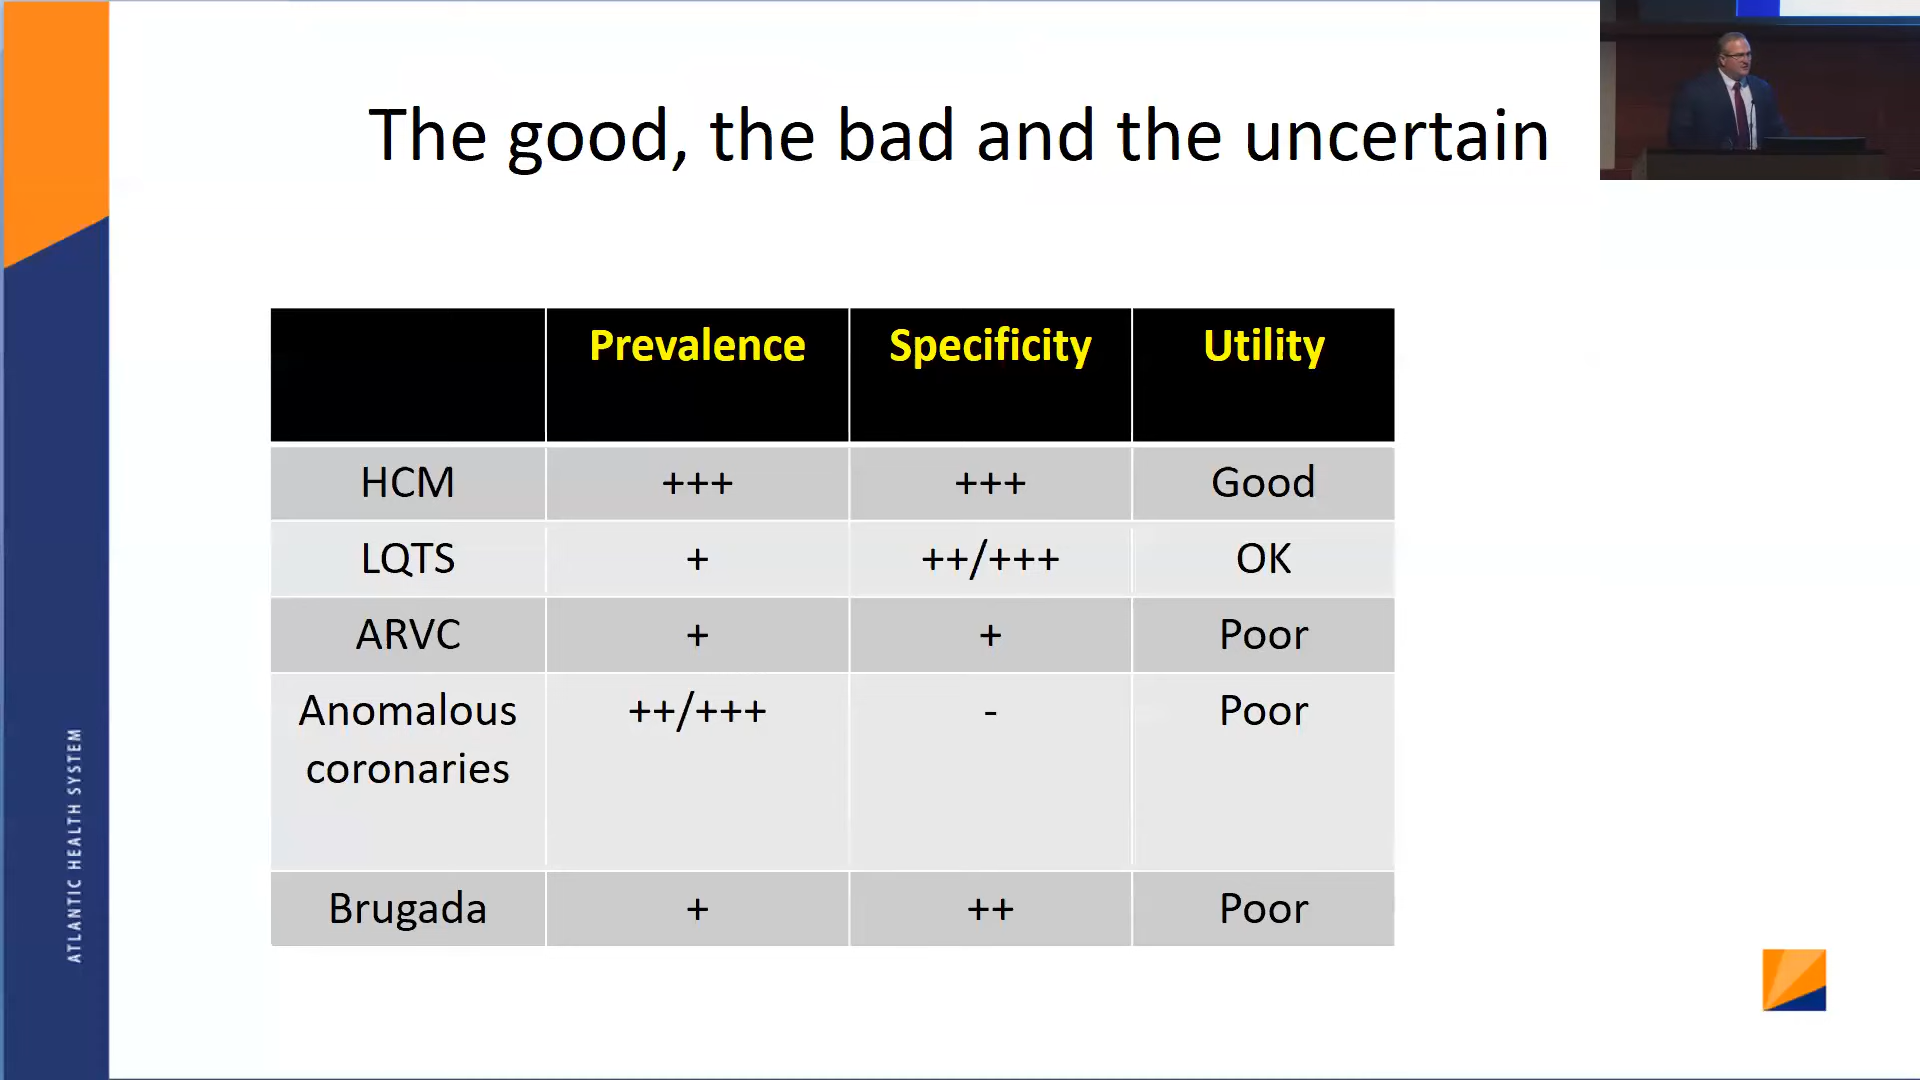 The good, the bad and the uncertain
Prevalence Specificity Utility
HCM +++ +++ Good
LQTS + ++/+++ OK
ARVC + + Poor
Anomalous ++/+++ - Poor
coronaries
Brugada + ++ Poor
ATLANTIC HEALTH SYSTEM